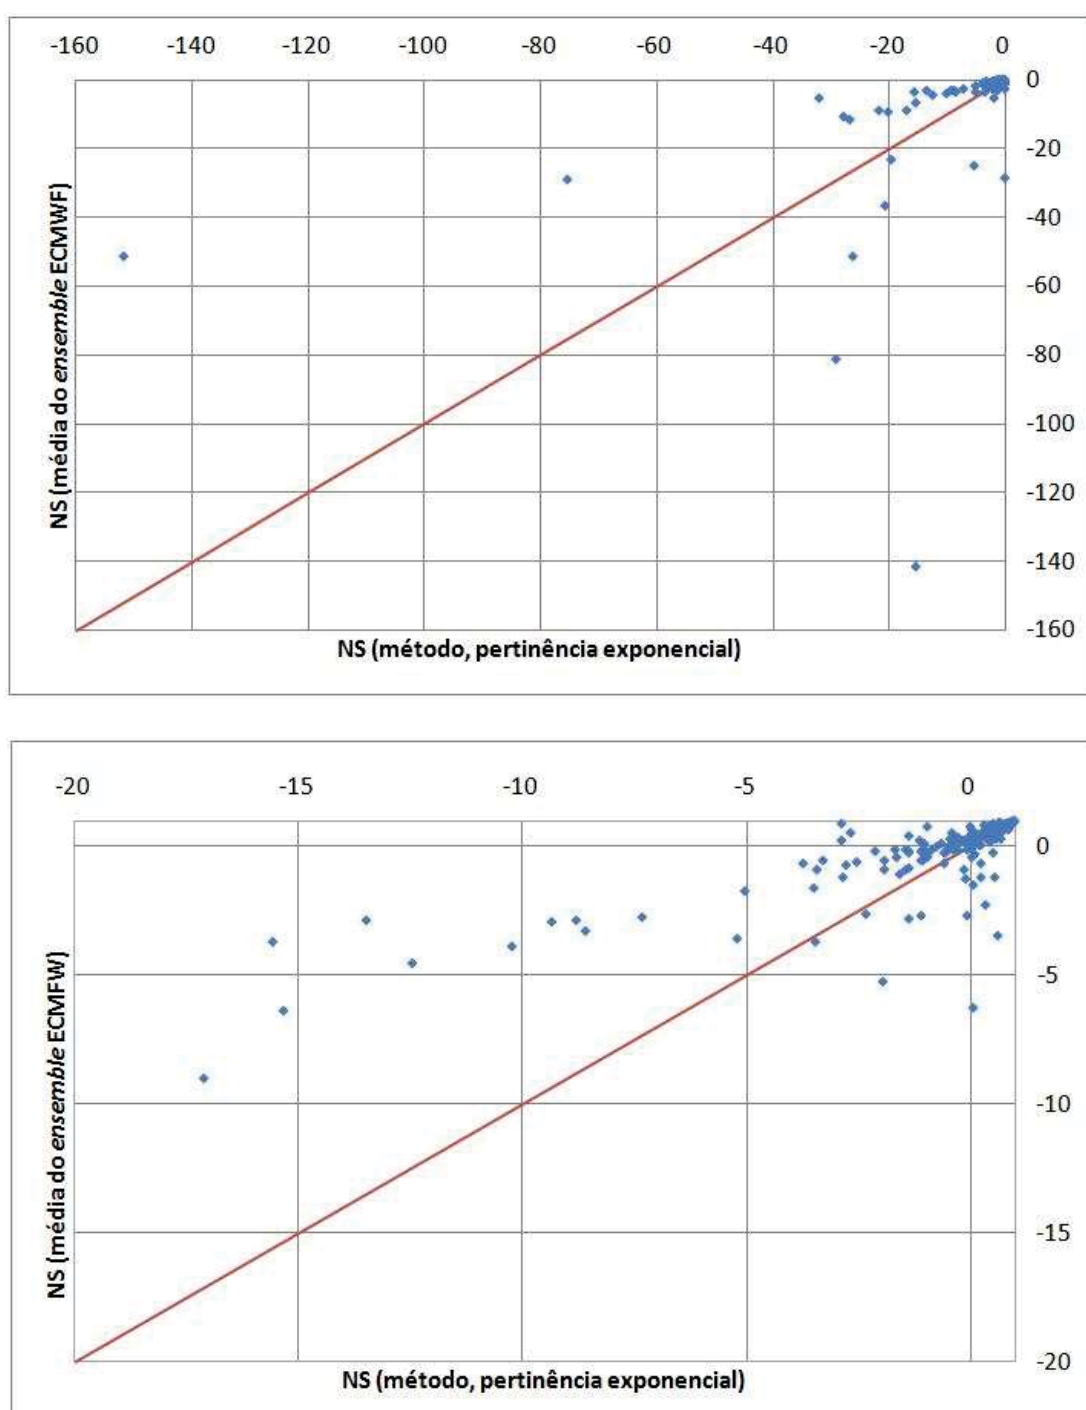 -160 -140 -120 -100 -80 -60 -40 -20 0
0
-20
-40
-60
-80
-100
-120
-140
-160
NS (média do ensemble ECMWF)
NS (método, pertinência exponencial)
-20 -15 -10 -5 0
0
-5
-10
-15
-20
NS (média do ensemble ECMFW)
NS (método, pertinência exponencial)